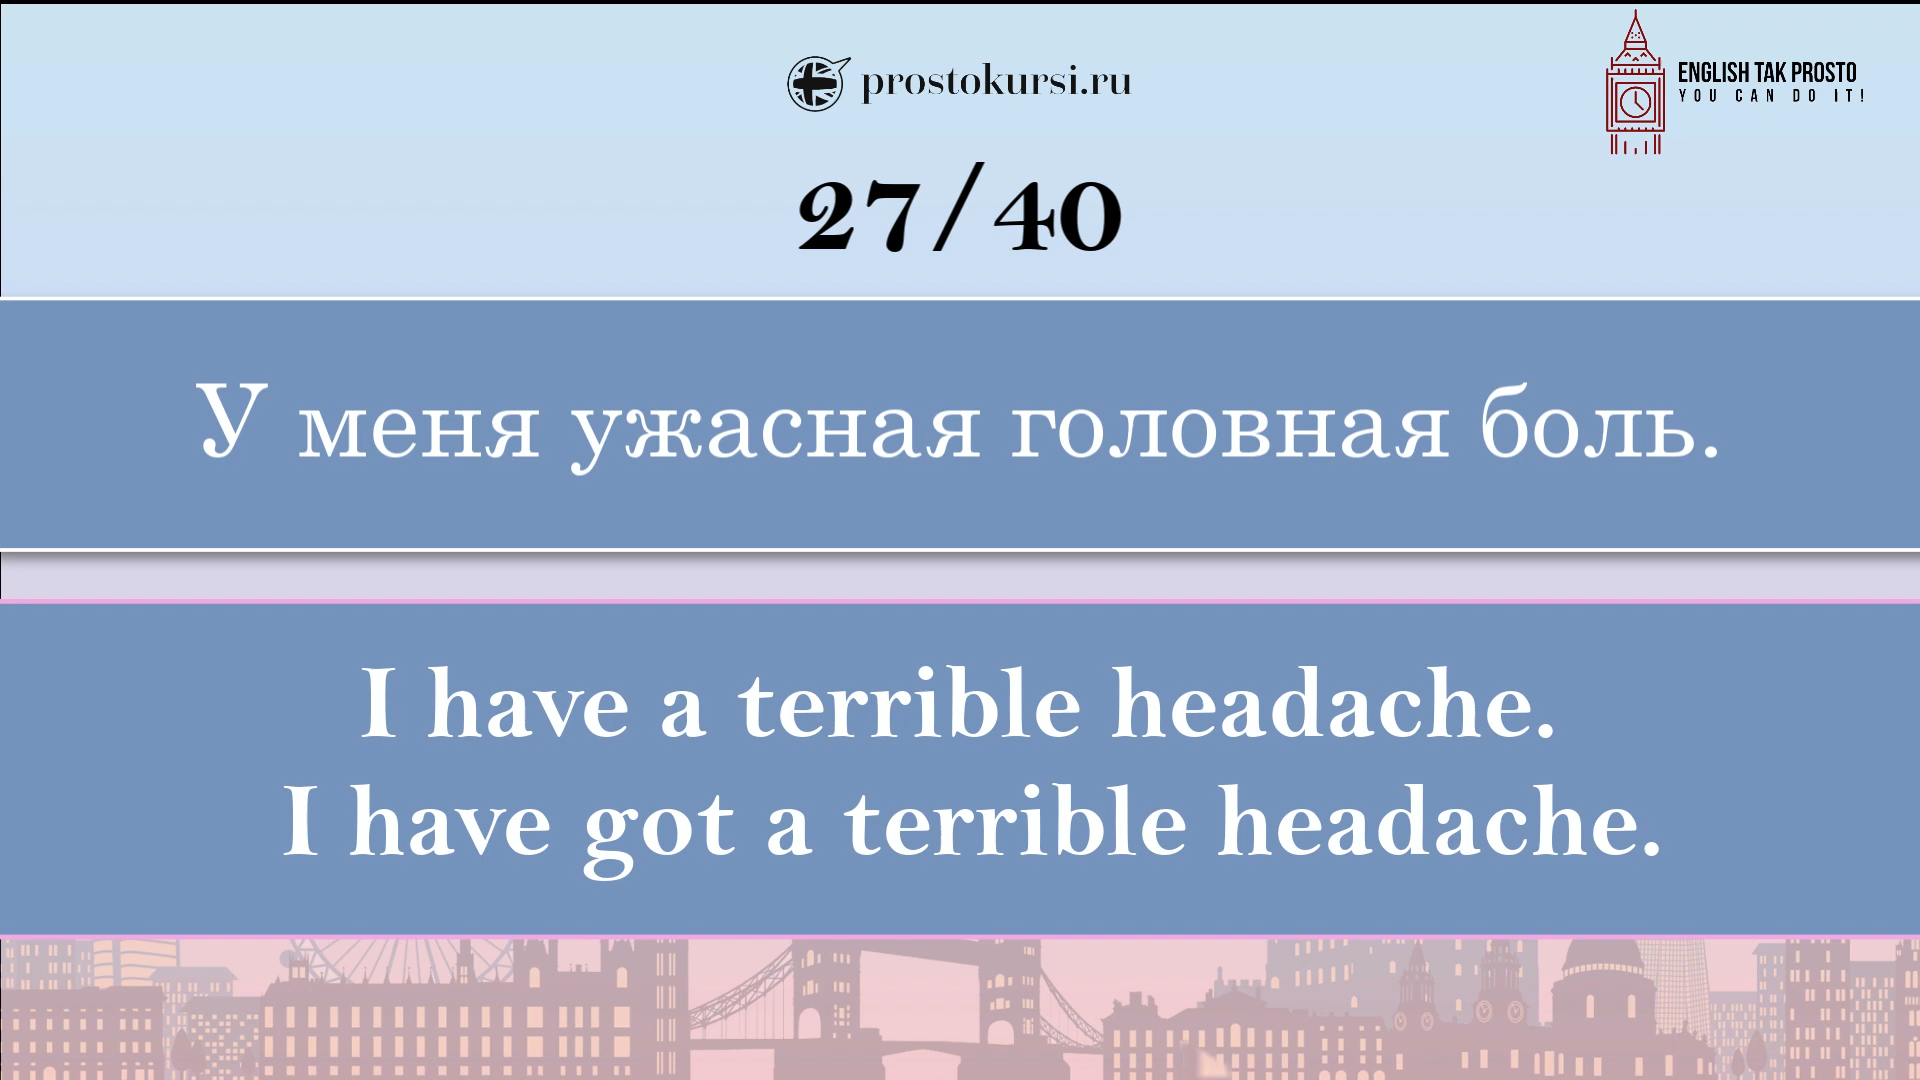 prostokursi.ru
ENGLISH TAK PROSTO
YOU CAN DO IT!
27/40
У меня ужасная головная боль.
I have a terrible headache.
I have got a terrible headache.